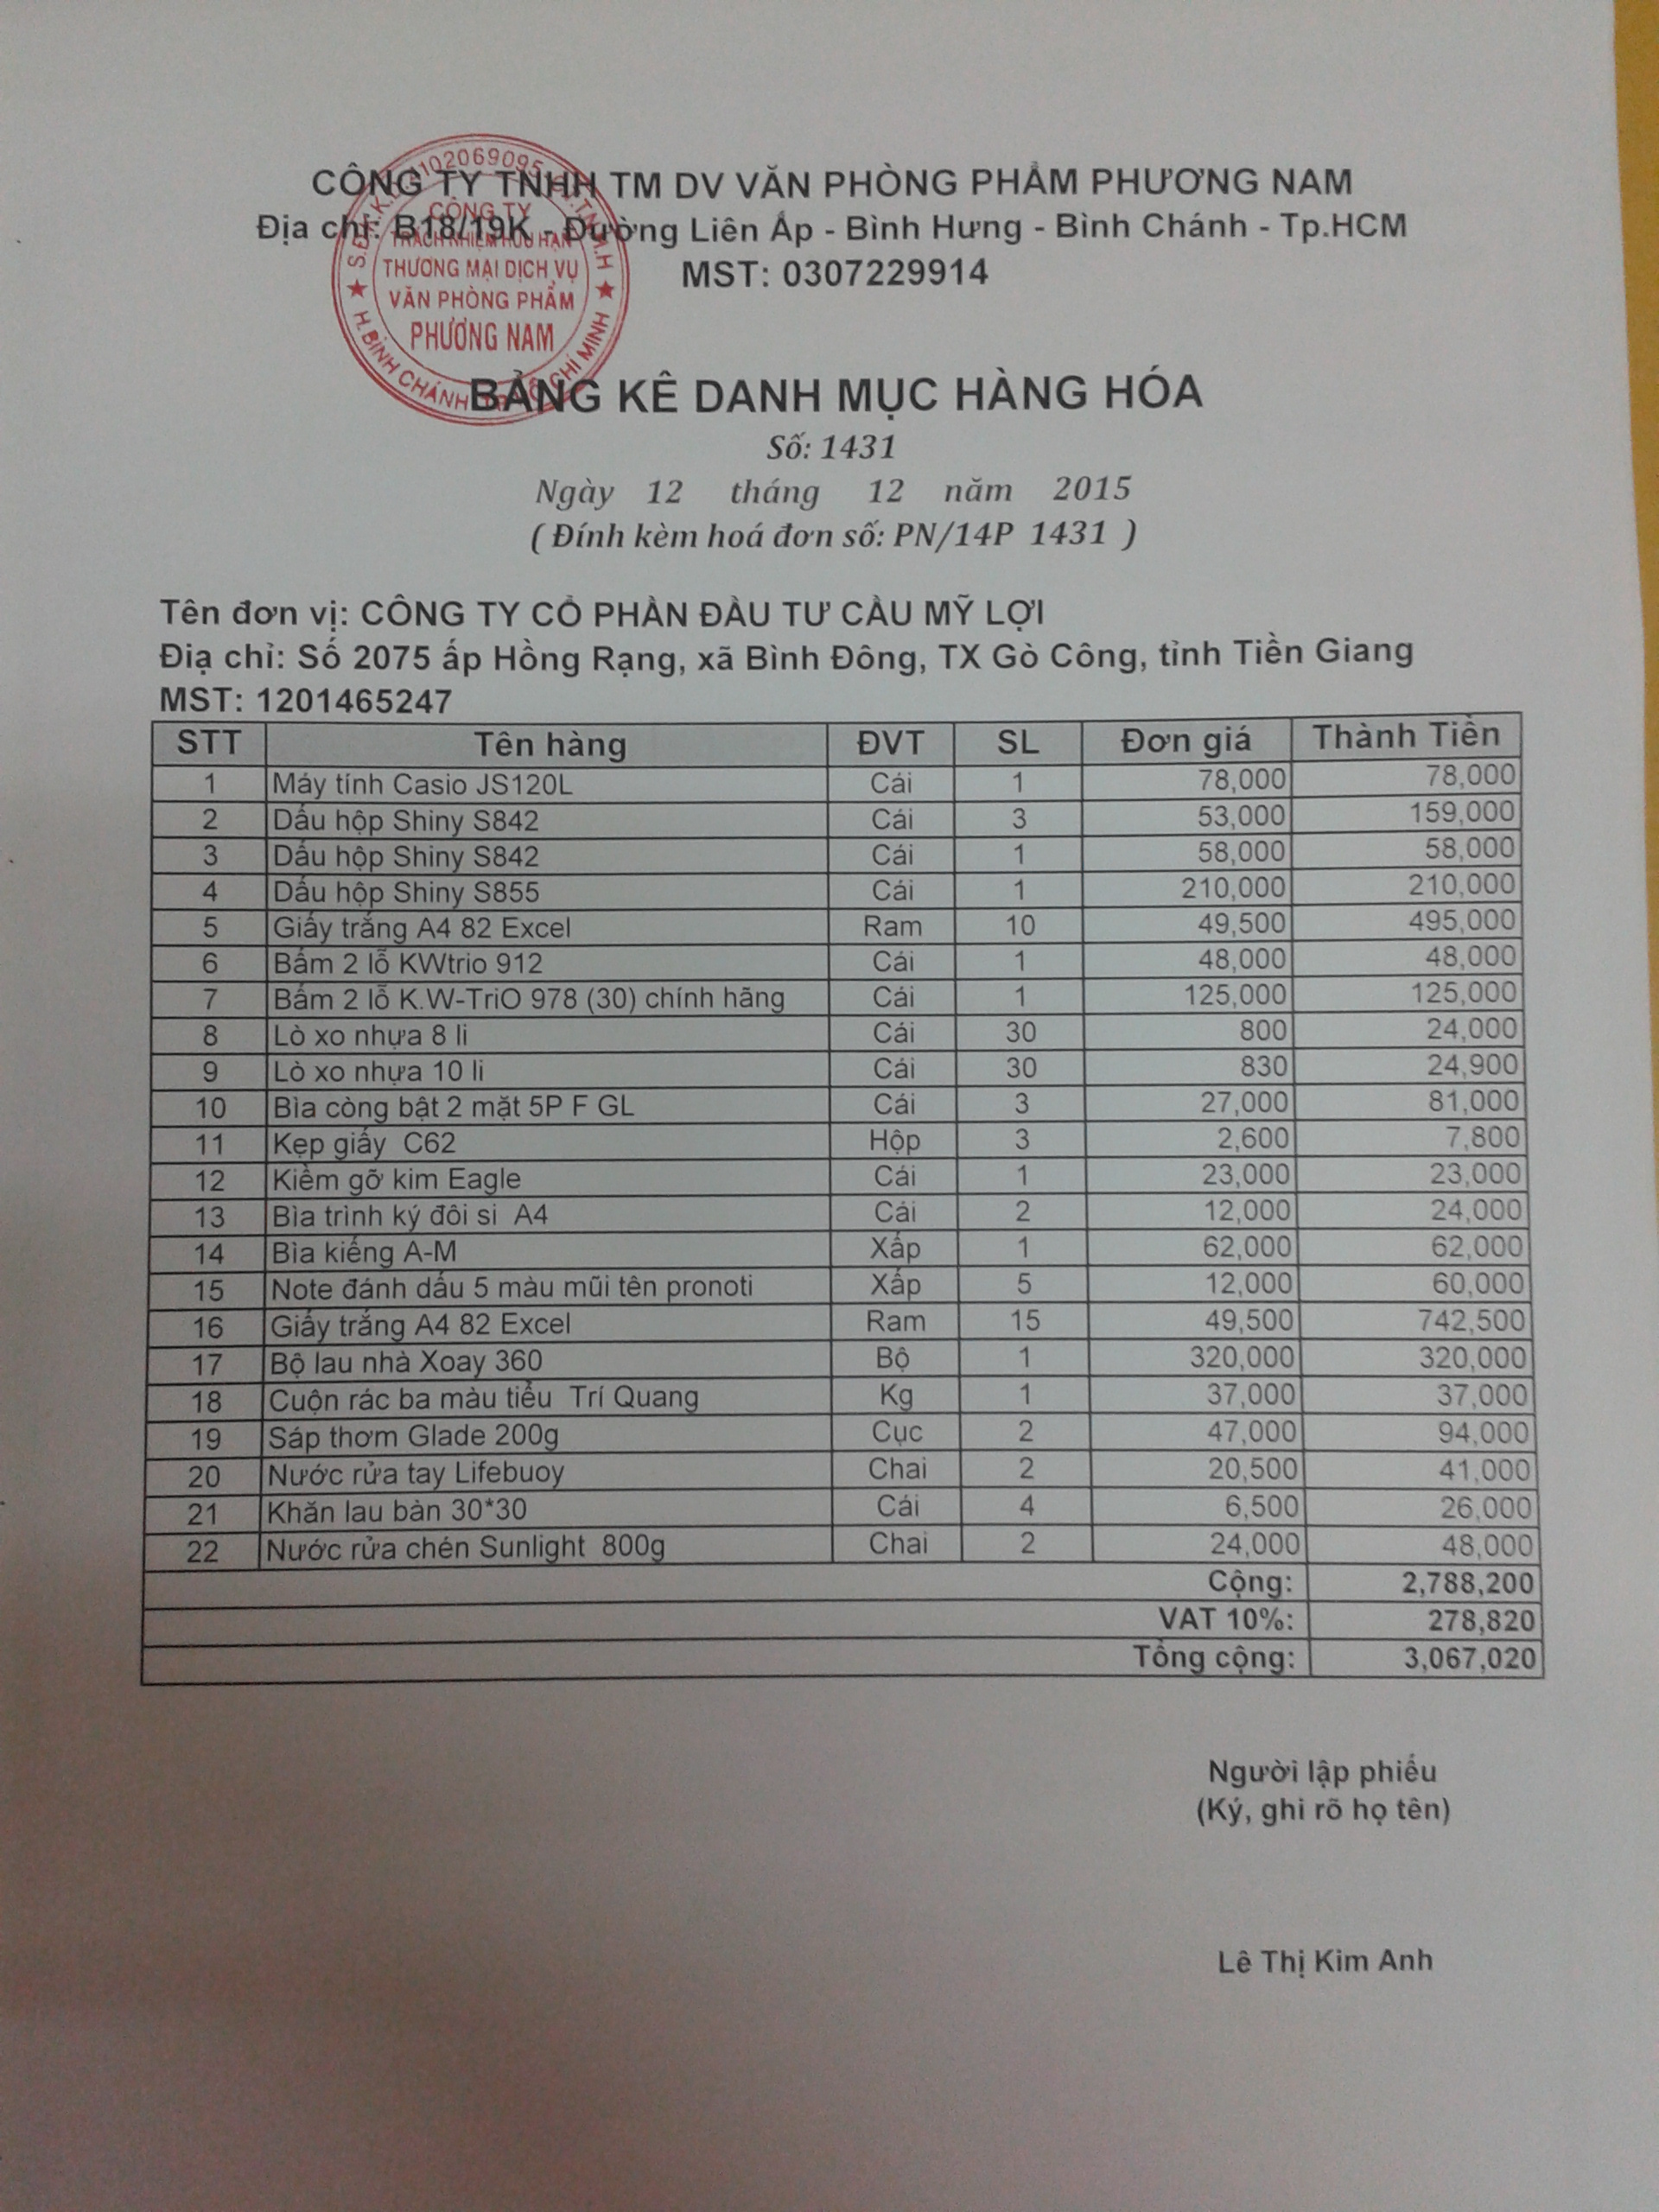 CÔNG TY TNHH TM DV VĂN PHÒNG PHẨM PHƯƠNG NAM
Địa chỉ: B18/19K - Đường Liên Ấp - Bình Hưng - Bình Chánh - Tp.HCM
MST: 0307229914
CÔNG TY
TRÁCH NHIỆM HỮU HẠN
THƯƠNG MẠI DỊCH VỤ
VĂN PHÒNG PHẨM
PHƯƠNG NAM
BẢNG KÊ DANH MỤC HÀNG HÓA
Số: 1431
Ngày 12 tháng 12 năm 2015
( Đính kèm hoá đơn số: PN/14P 1431 )
Tên đơn vị: CÔNG TY CỔ PHẦN ĐẦU TƯ CẦU MỸ LỢI
Địa chỉ: Số 2075 ấp Hồng Rạng, xã Bình Đông, TX Gò Công, tỉnh Tiền Giang
MST: 1201465247
STT Tên hàng ĐVT SL Đơn giá Thành Tiền
1 Máy tính Casio JS120L Cái 1 78,000 78,000
2 Dấu hộp Shiny S842 Cái 3 53,000 159,000
3 Dấu hộp Shiny S842 Cái 1 58,000 58,000
4 Dấu hộp Shiny S855 Cái 1 210,000 210,000
5 Giấy trắng A4 82 Excel Ram 10 49,500 495,000
6 Bấm 2 lỗ KWtrio 912 Cái 1 48,000 48,000
7 Bấm 2 lỗ K.W-TriO 978 (30) chính hãng Cái 1 125,000 125,000
8 Lò xo nhựa 8 li Cái 30 800 24,000
9 Lò xo nhựa 10 li Cái 30 830 24,900
10 Bìa còng bật 2 mặt 5P F GL Cái 3 27,000 81,000
11 Kẹp giấy C62 Hộp 3 2,600 7,800
12 Kiềm gỡ kim Eagle Cái 1 23,000 23,000
13 Bìa trình ký đôi si A4 Cái 2 12,000 24,000
14 Bìa kiếng A-M Xấp 1 62,000 62,000
15 Note đánh dấu 5 màu mũi tên pronoti Xấp 5 12,000 60,000
16 Giấy trắng A4 82 Excel Ram 15 49,500 742,500
17 Bộ lau nhà Xoay 360 Bộ 1 320,000 320,000
18 Cuộn rác ba màu tiểu Trí Quang Kg 1 37,000 37,000
19 Sáp thơm Glade 200g Cục 2 47,000 94,000
20 Nước rửa tay Lifebuoy Chai 2 20,500 41,000
21 Khăn lau bàn 30*30 Cái 4 6,500 26,000
22 Nước rửa chén Sunlight 800g Chai 2 24,000 48,000
Cộng: 2,788,200
VAT 10%: 278,820
Tổng cộng: 3,067,020
Người lập phiếu
(Ký, ghi rõ họ tên)
Lê Thị Kim Anh